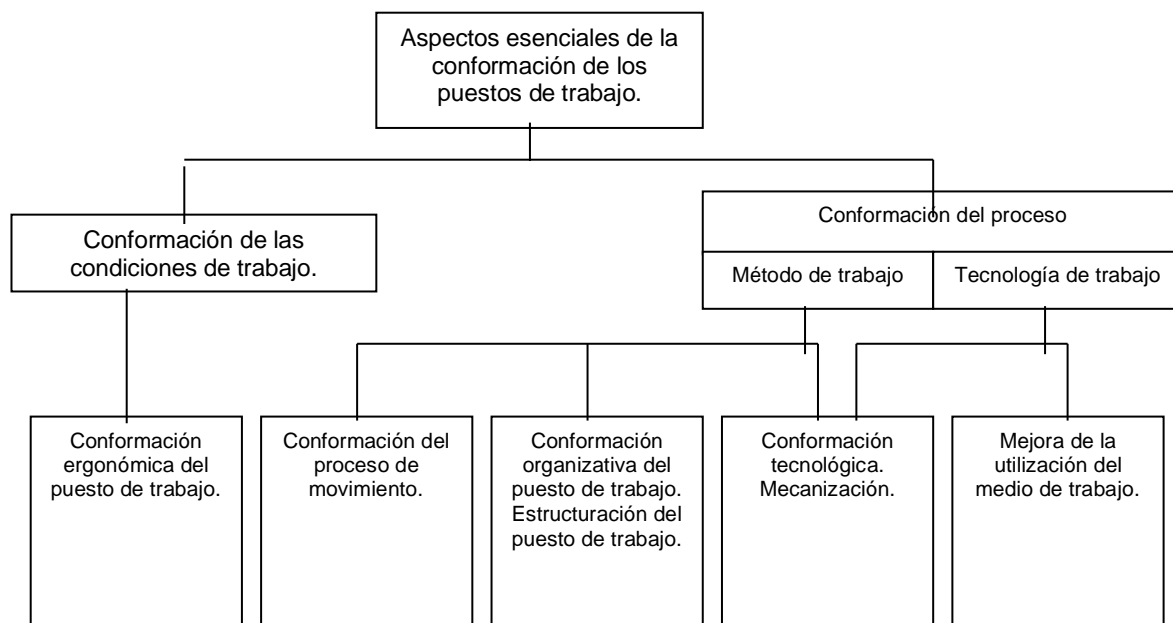 Aspectos esenciales de la
conformación de los
puestos de trabajo.
Conformación de las
condiciones de trabajo.
Conformación del proceso
Método de trabajo
Tecnología de trabajo
Conformación
ergonómica del
puesto de trabajo.
Conformación del
proceso de
movimiento.
Conformación
organizativa del
puesto de trabajo.
Estructuración del
puesto de trabajo.
Conformación
tecnológica.
Mecanización.
Mejora de la
utilización del
medio de trabajo.